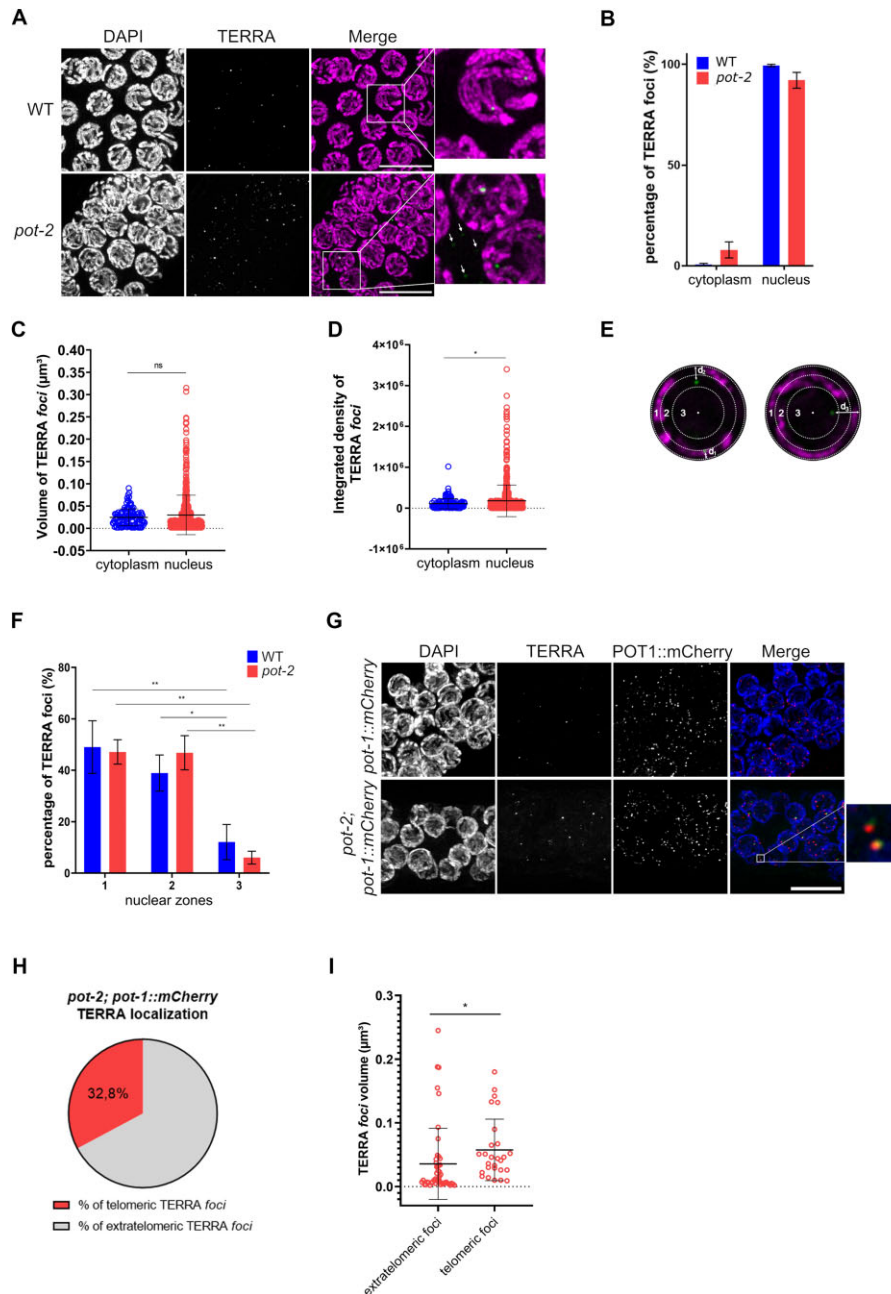 A
DAPI
TERRA
Merge
WT
pot-2
B
percentage of TERRA foci (%)
100
50
0
WT
pot-2
cytoplasm
nucleus
C
Volume of TERRA foci (µm³)
0.40
0.35
0.30
0.25
0.20
0.15
0.10
0.05
0.00
-0.05
ns
cytoplasm
nucleus
D
Integrated density of
TERRA foci
4×10⁶
3×10⁶
2×10⁶
1×10⁶
0
-1×10⁶
*
cytoplasm
nucleus
E
1 2 3
d₂
d₁
1 2 3
d₃
F
percentage of TERRA foci (%)
80
60
40
20
0
WT
pot-2
**
**
*
**
1
2
3
nuclear zones
G
DAPI
TERRA
POT1::mCherry
Merge
pot-1::mCherry
pot-2;
pot-1::mCherry
H
pot-2; pot-1::mCherry
TERRA localization
32,8%
% of telomeric TERRA foci
% of extratelomeric TERRA foci
I
TERRA foci volume (µm³)
0.3
0.2
0.1
0.0
*
extratelomeric foci
telomeric foci